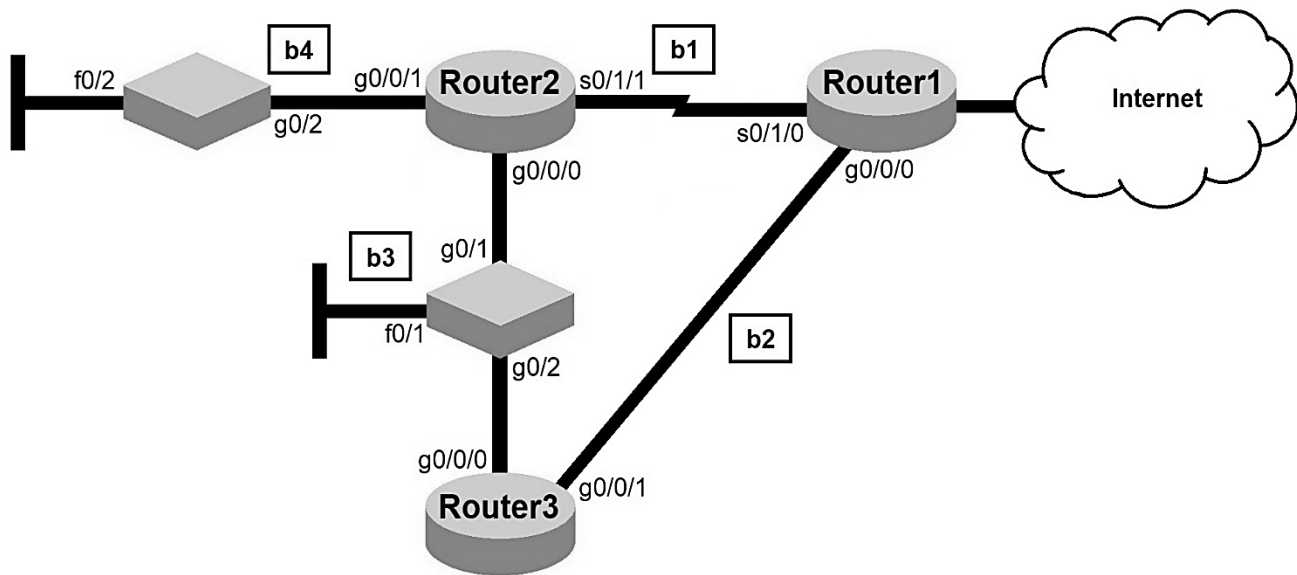 b4
b1
f0/2
g0/0/1
Router2
s0/1/1
Router1
Internet
g0/2
s0/1/0
g0/0/0
g0/0/0
b3
g0/1
f0/1
b2
g0/2
g0/0/0
g0/0/1
Router3